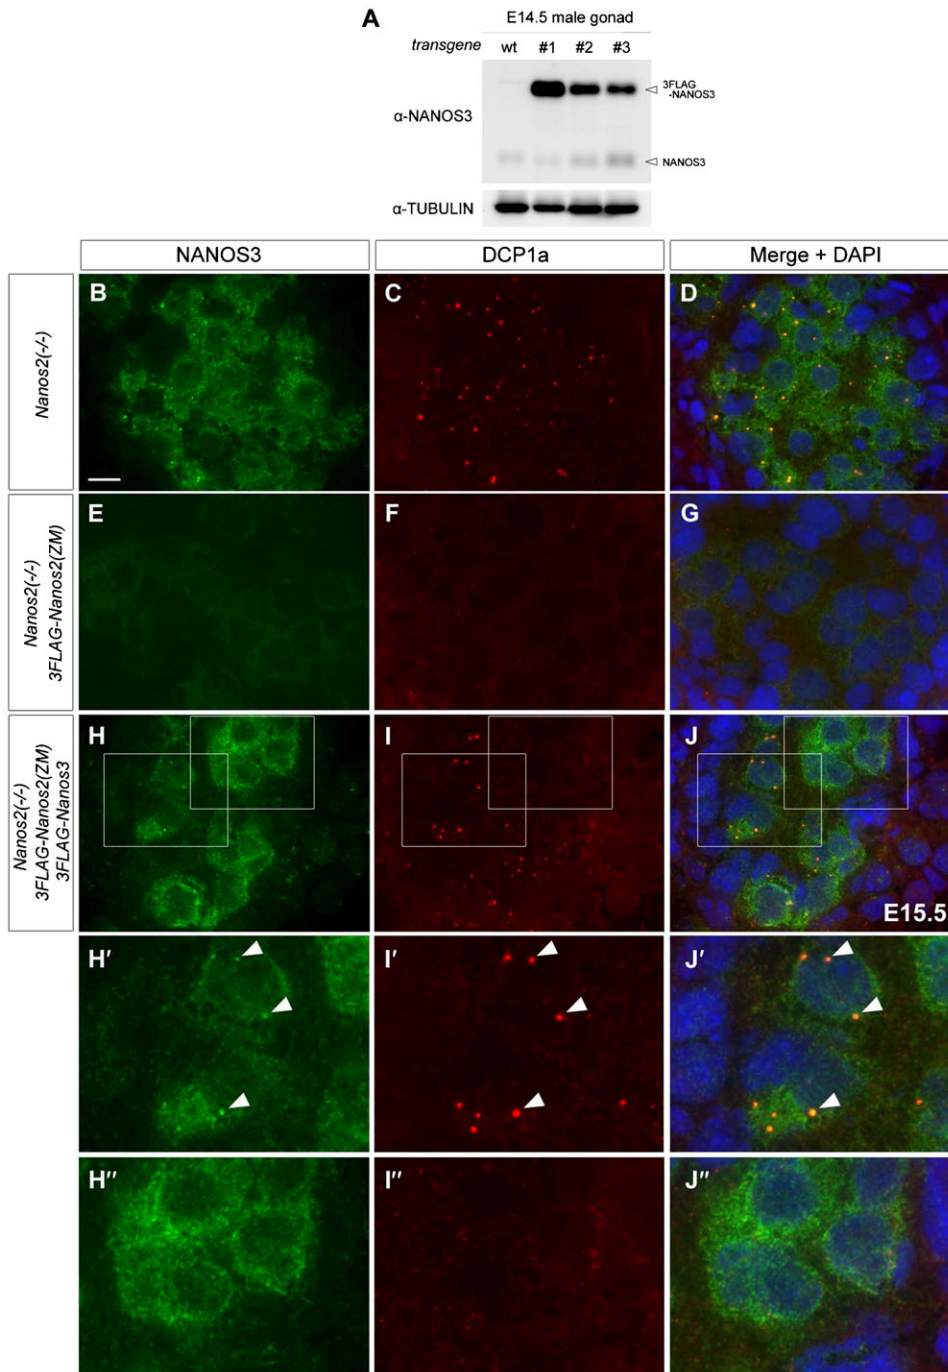 A
E14.5 male gonad
transgene wt #1 #2 #3
α-NANOS3
3FLAG
-NANOS3
NANOS3
α-TUBULIN
NANOS3 DCP1a Merge + DAPI
Nanos2(-/-)
B C D
Nanos2(-/-)
3FLAG-Nanos2(ZM)
E F G
Nanos2(-/-)
3FLAG-Nanos2(ZM)
3FLAG-Nanos3
H I J
E15.5
H′ I′ J′
H″ I″ J″